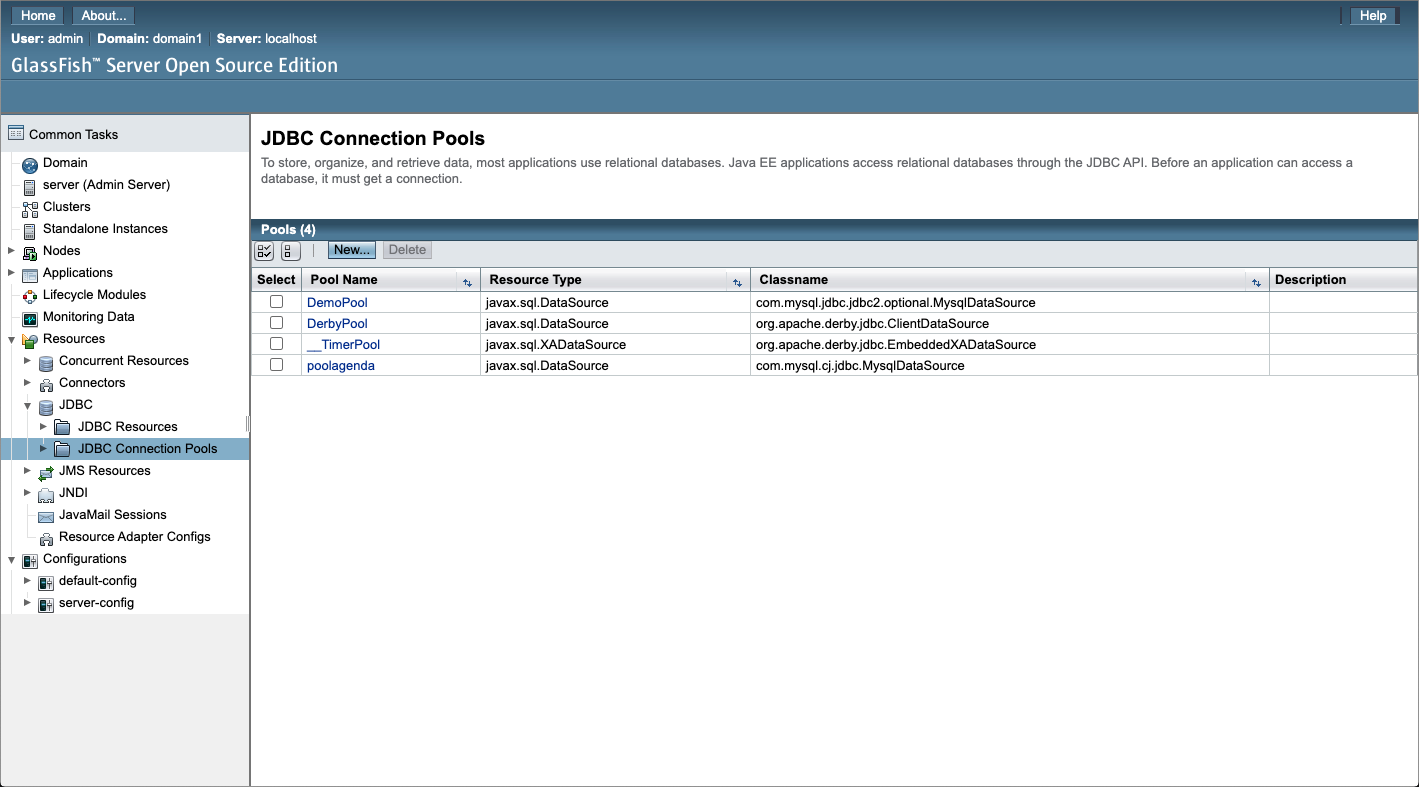 Home About... Help
User: admin Domain: domain1 Server: localhost
GlassFish™ Server Open Source Edition
Common Tasks
Domain
server (Admin Server)
Clusters
Standalone Instances
Nodes
Applications
Lifecycle Modules
Monitoring Data
Resources
Concurrent Resources
Connectors
JDBC
JDBC Resources
JDBC Connection Pools
JMS Resources
JNDI
JavaMail Sessions
Resource Adapter Configs
Configurations
default-config
server-config
JDBC Connection Pools
To store, organize, and retrieve data, most applications use relational databases. Java EE applications access relational databases through the JDBC API. Before an application can access a
database, it must get a connection.
Pools (4)
New... Delete
Select Pool Name Resource Type Classname Description
DemoPool javax.sql.DataSource com.mysql.jdbc.jdbc2.optional.MysqlDataSource
DerbyPool javax.sql.DataSource org.apache.derby.jdbc.ClientDataSource
__TimerPool javax.sql.XADataSource org.apache.derby.jdbc.EmbeddedXADataSource
poolagenda javax.sql.DataSource com.mysql.cj.jdbc.MysqlDataSource